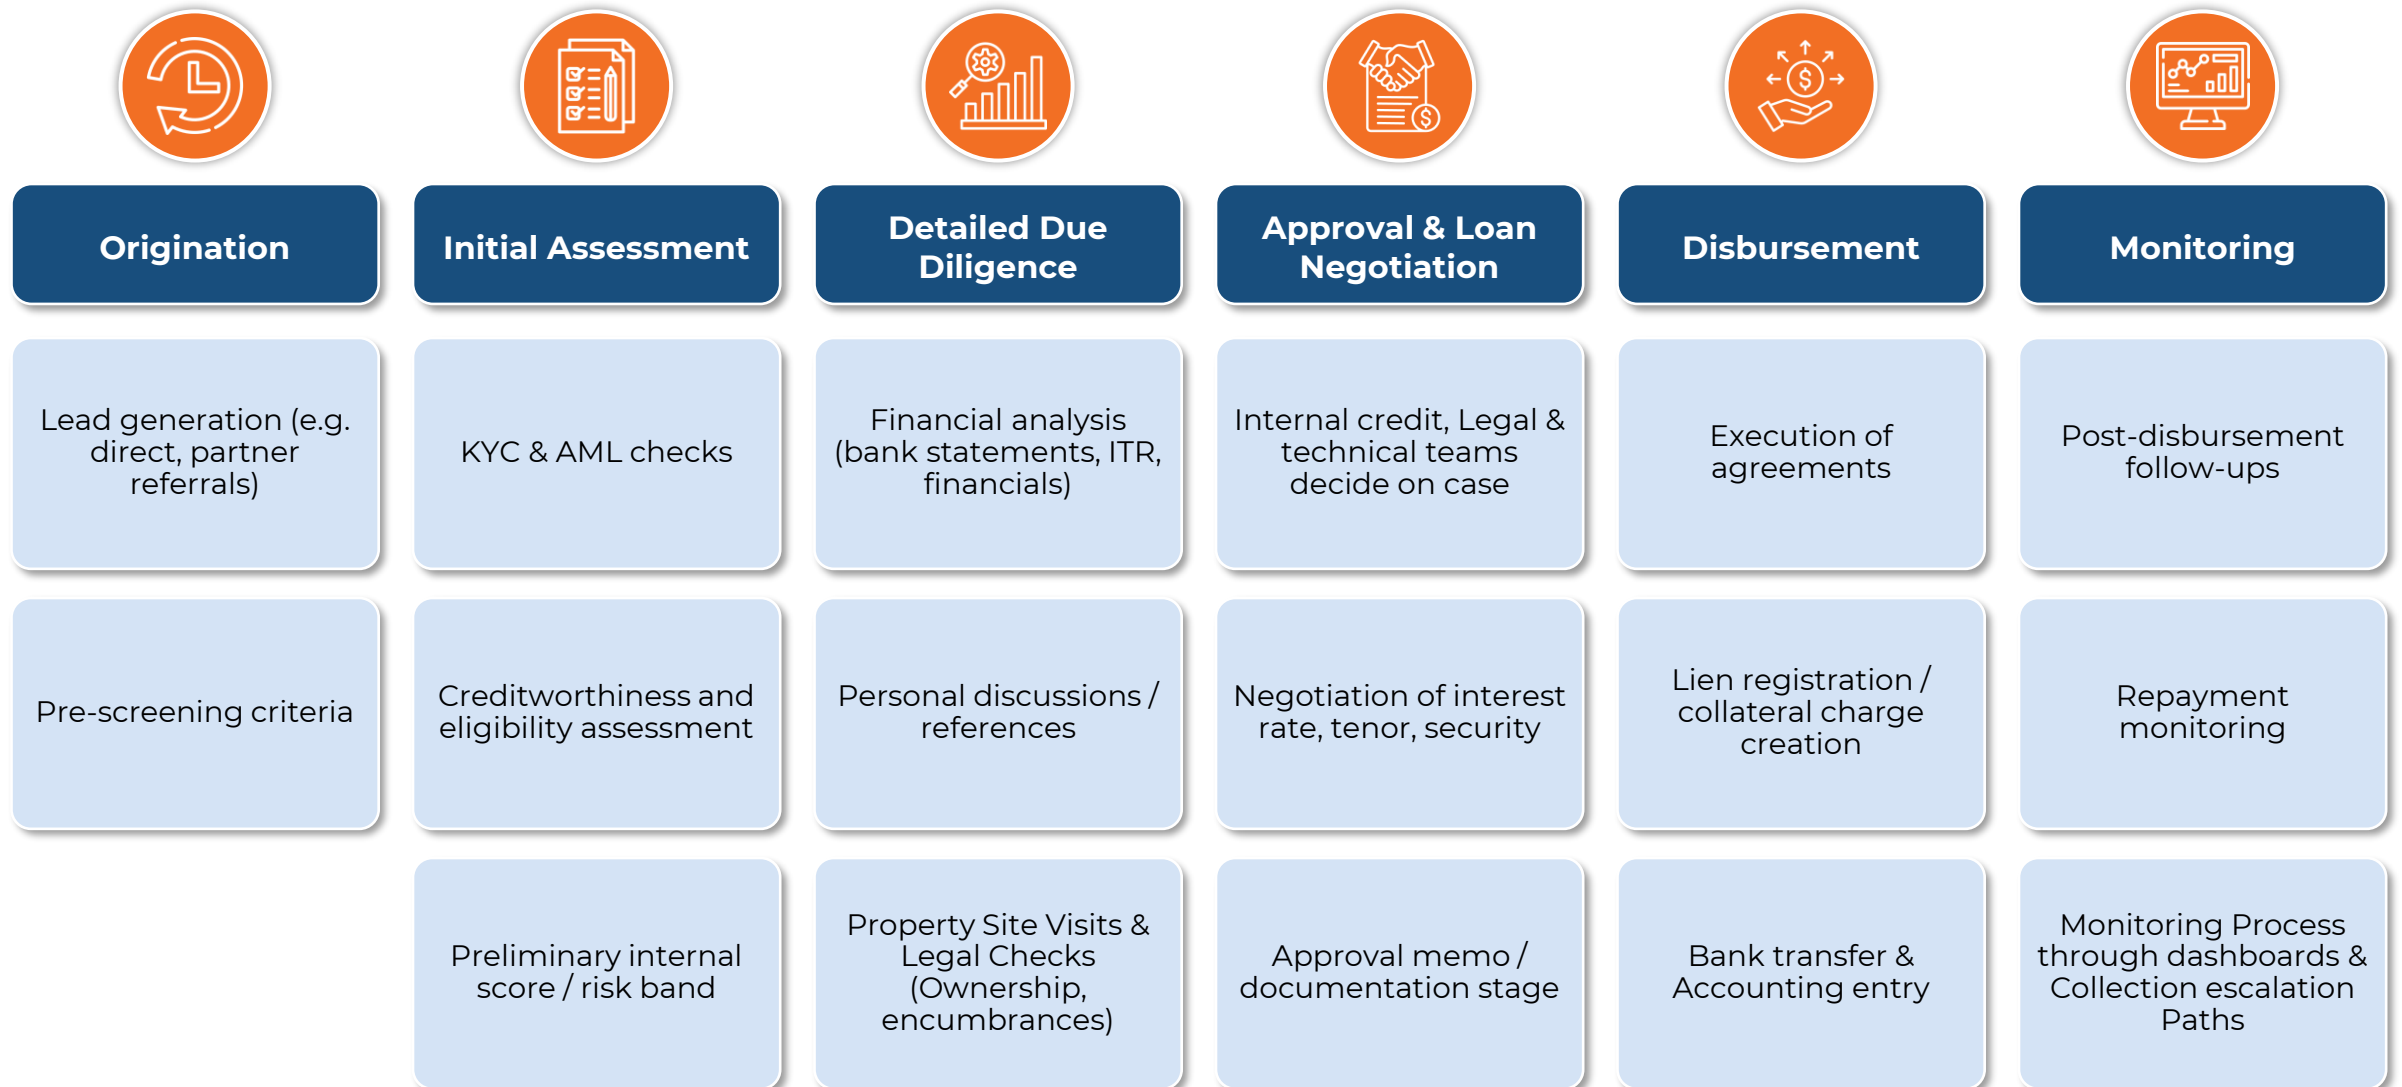 Origination
Initial Assessment
Detailed Due
Diligence
Approval & Loan
Negotiation
Disbursement
Monitoring
Lead generation (e.g.
direct, partner
referrals)
KYC & AML checks
Financial analysis
(bank statements, ITR,
financials)
Internal credit, Legal &
technical teams
decide on case
Execution of
agreements
Post-disbursement
follow-ups
Pre-screening criteria
Creditworthiness and
eligibility assessment
Personal discussions /
references
Negotiation of interest
rate, tenor, security
Lien registration /
collateral charge
creation
Repayment
monitoring
Preliminary internal
score / risk band
Property Site Visits &
Legal Checks
(Ownership,
encumbrances)
Approval memo /
documentation stage
Bank transfer &
Accounting entry
Monitoring Process
through dashboards &
Collection escalation
Paths